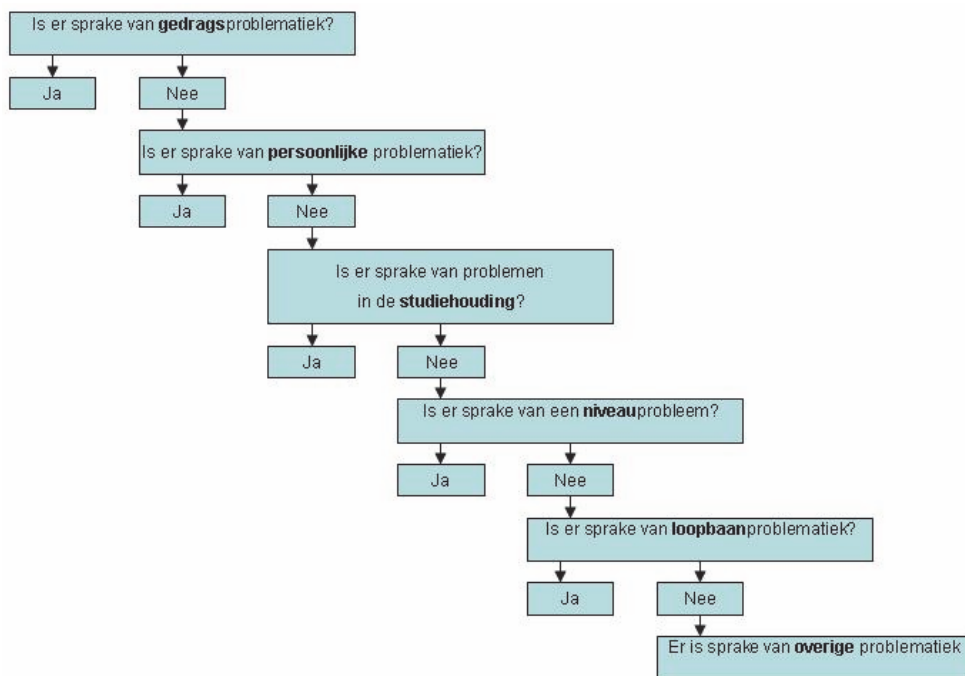 Is er sprake van gedragsproblematiek?
Ja
Nee
Is er sprake van persoonlijke problematiek?
Ja
Nee
Is er sprake van problemen
in de studiehouding?
Ja
Nee
Is er sprake van een niveauprobleem?
Ja
Nee
Is er sprake van loopbaanproblematiek?
Ja
Nee
Er is sprake van overige problematiek